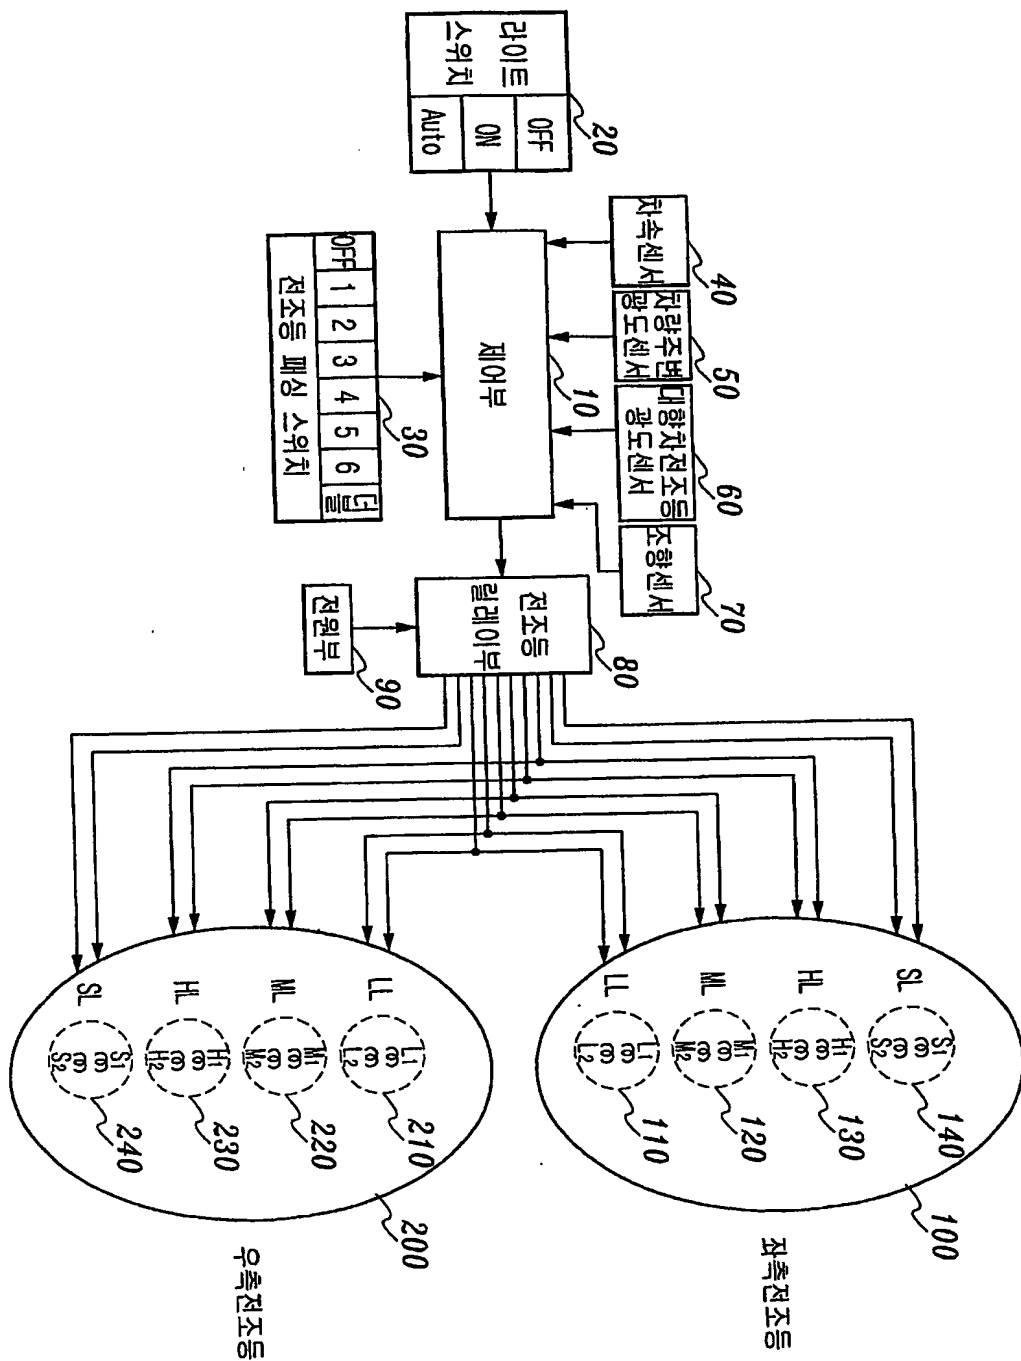 라이트
스위치
OFF
ON
Auto
20
차속센서
40
차량주변
광도센서
50
대향차전조등
광도센서
60
조향센서
70
제어부
10
OFF
1
2
3
4
5
6
더블
전조등 패싱 스위치
30
전조등
릴레이부
80
전원부
90
SL
S1
S2
140
HL
H1
H2
130
ML
M1
M2
120
LL
L1
L2
110
100
좌측전조등
LL
L1
L2
210
ML
M1
M2
220
HL
H1
H2
230
SL
S1
S2
240
200
우측전조등